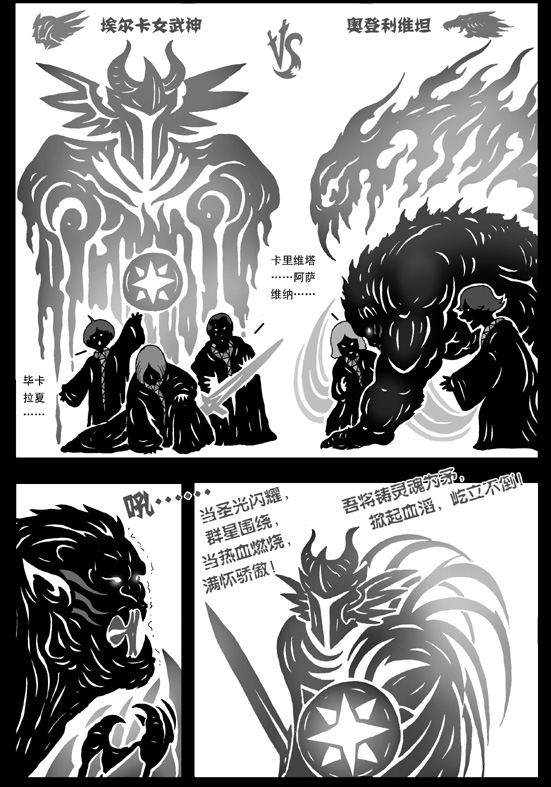 埃尔卡女武神
VS
奥登利维坦
卡里维塔
……阿萨
维纳……
毕卡
拉夏
……
吼……
当圣光闪耀，
群星围绕，
当热血燃烧，
满怀骄傲！
吾将铸灵魂为矛，
掀起血滔，屹立不倒！